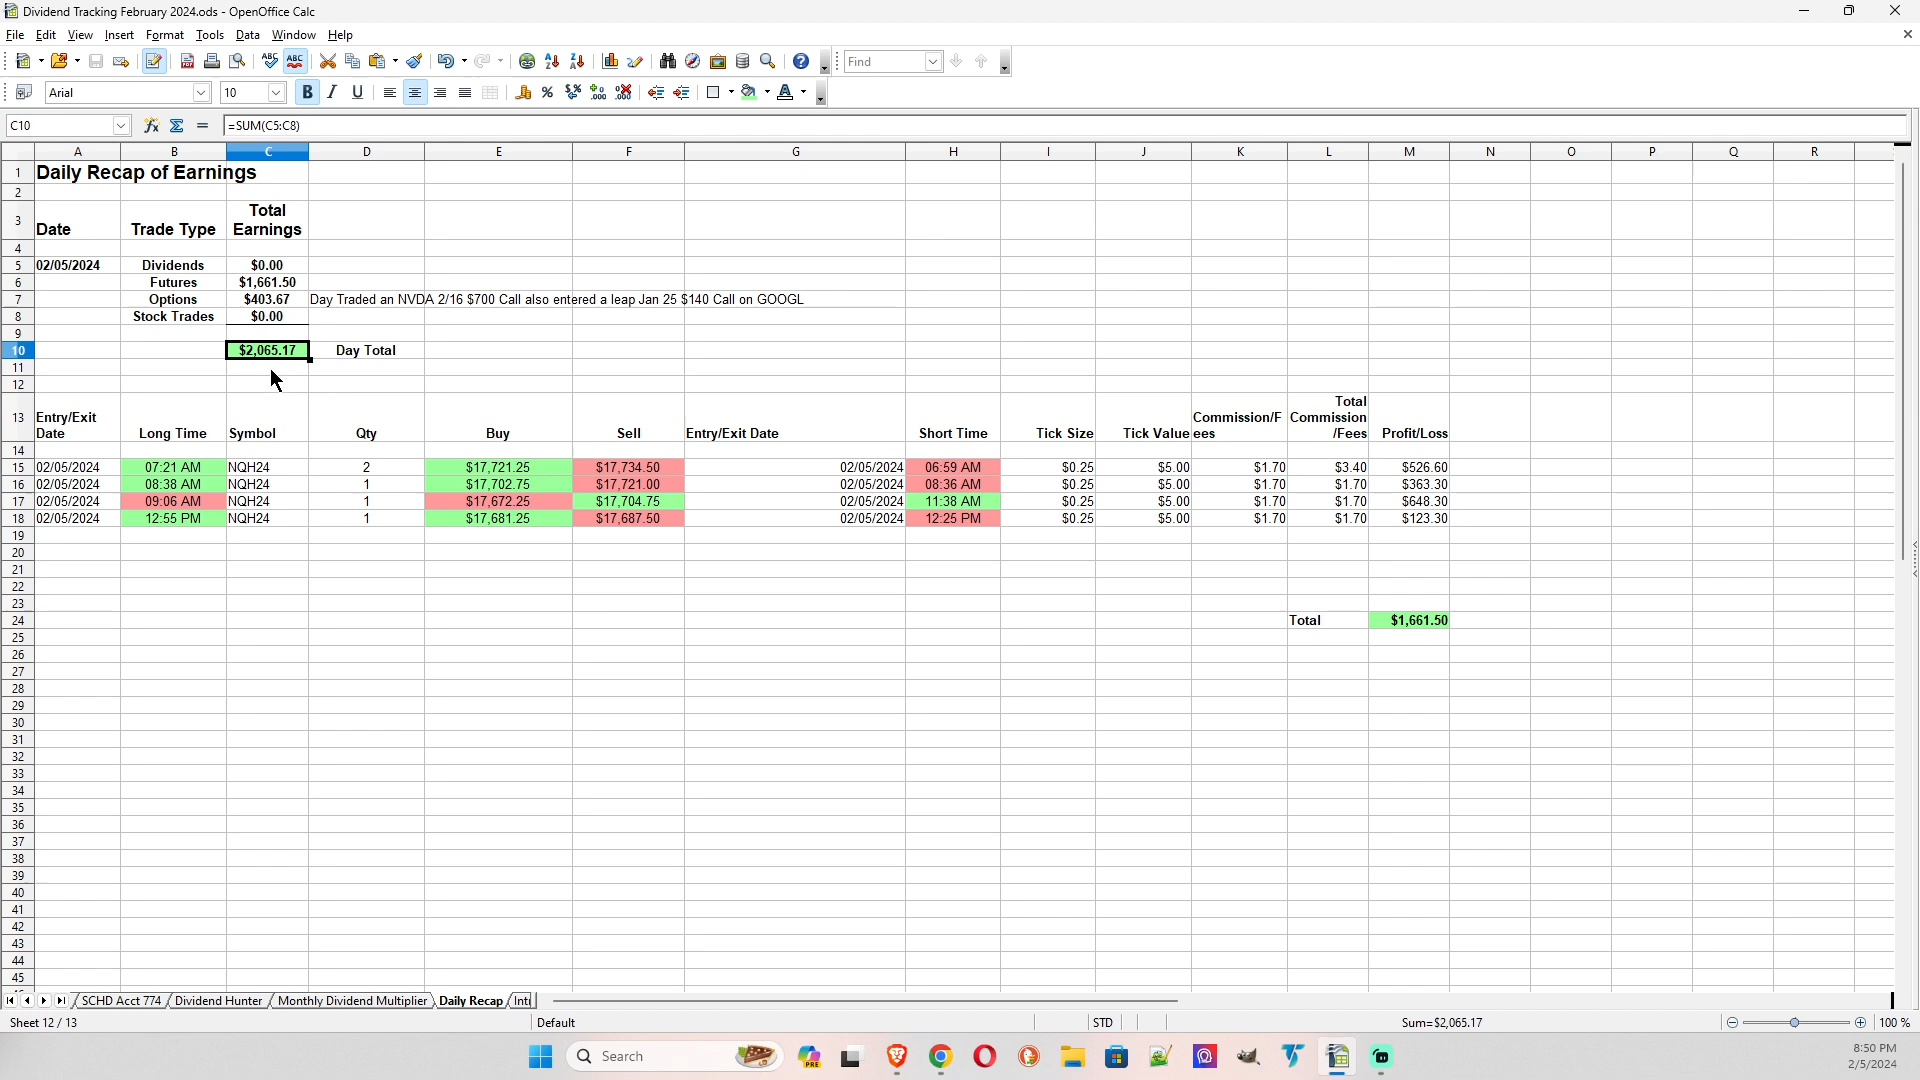 Dividend Tracking February 2024.ods - OpenOffice Calc
File Edit View Insert Format Tools Data Window Help
Find
Arial 10
C10 =SUM(C5:C8)
A B C D E F G H I J K L M N O P Q R
1 Daily Recap of Earnings
2
3 Date Trade Type Total Earnings
4
5 02/05/2024 Dividends $0.00
6 Futures $1,661.50
7 Options $403.67 Day Traded an NVDA 2/16 $700 Call also entered a leap Jan 25 $140 Call on GOOGL
8 Stock Trades $0.00
9
10 $2,065.17 Day Total
11
12
13 Entry/Exit Date Long Time Symbol Qty Buy Sell Entry/Exit Date Short Time Tick Size Tick Value Commission/Fees Total Commission/Fees Profit/Loss
14
15 02/05/2024 07:21 AM NQH24 2 $17,721.25 $17,734.50 02/05/2024 06:59 AM $0.25 $5.00 $1.70 $3.40 $526.60
16 02/05/2024 08:38 AM NQH24 1 $17,702.75 $17,721.00 02/05/2024 08:36 AM $0.25 $5.00 $1.70 $1.70 $363.30
17 02/05/2024 09:06 AM NQH24 1 $17,672.25 $17,704.75 02/05/2024 11:38 AM $0.25 $5.00 $1.70 $1.70 $648.30
18 02/05/2024 12:55 PM NQH24 1 $17,681.25 $17,687.50 02/05/2024 12:25 PM $0.25 $5.00 $1.70 $1.70 $123.30
19
20
21
22
23
24 Total $1,661.50
25
26
27
28
29
30
31
32
33
34
35
36
37
38
39
40
41
42
43
44
45
SCHD Acct 774 Dividend Hunter Monthly Dividend Multiplier Daily Recap Int
Sheet 12 / 13 Default STD Sum=$2,065.17 100 %
Search
8:50 PM
2/5/2024